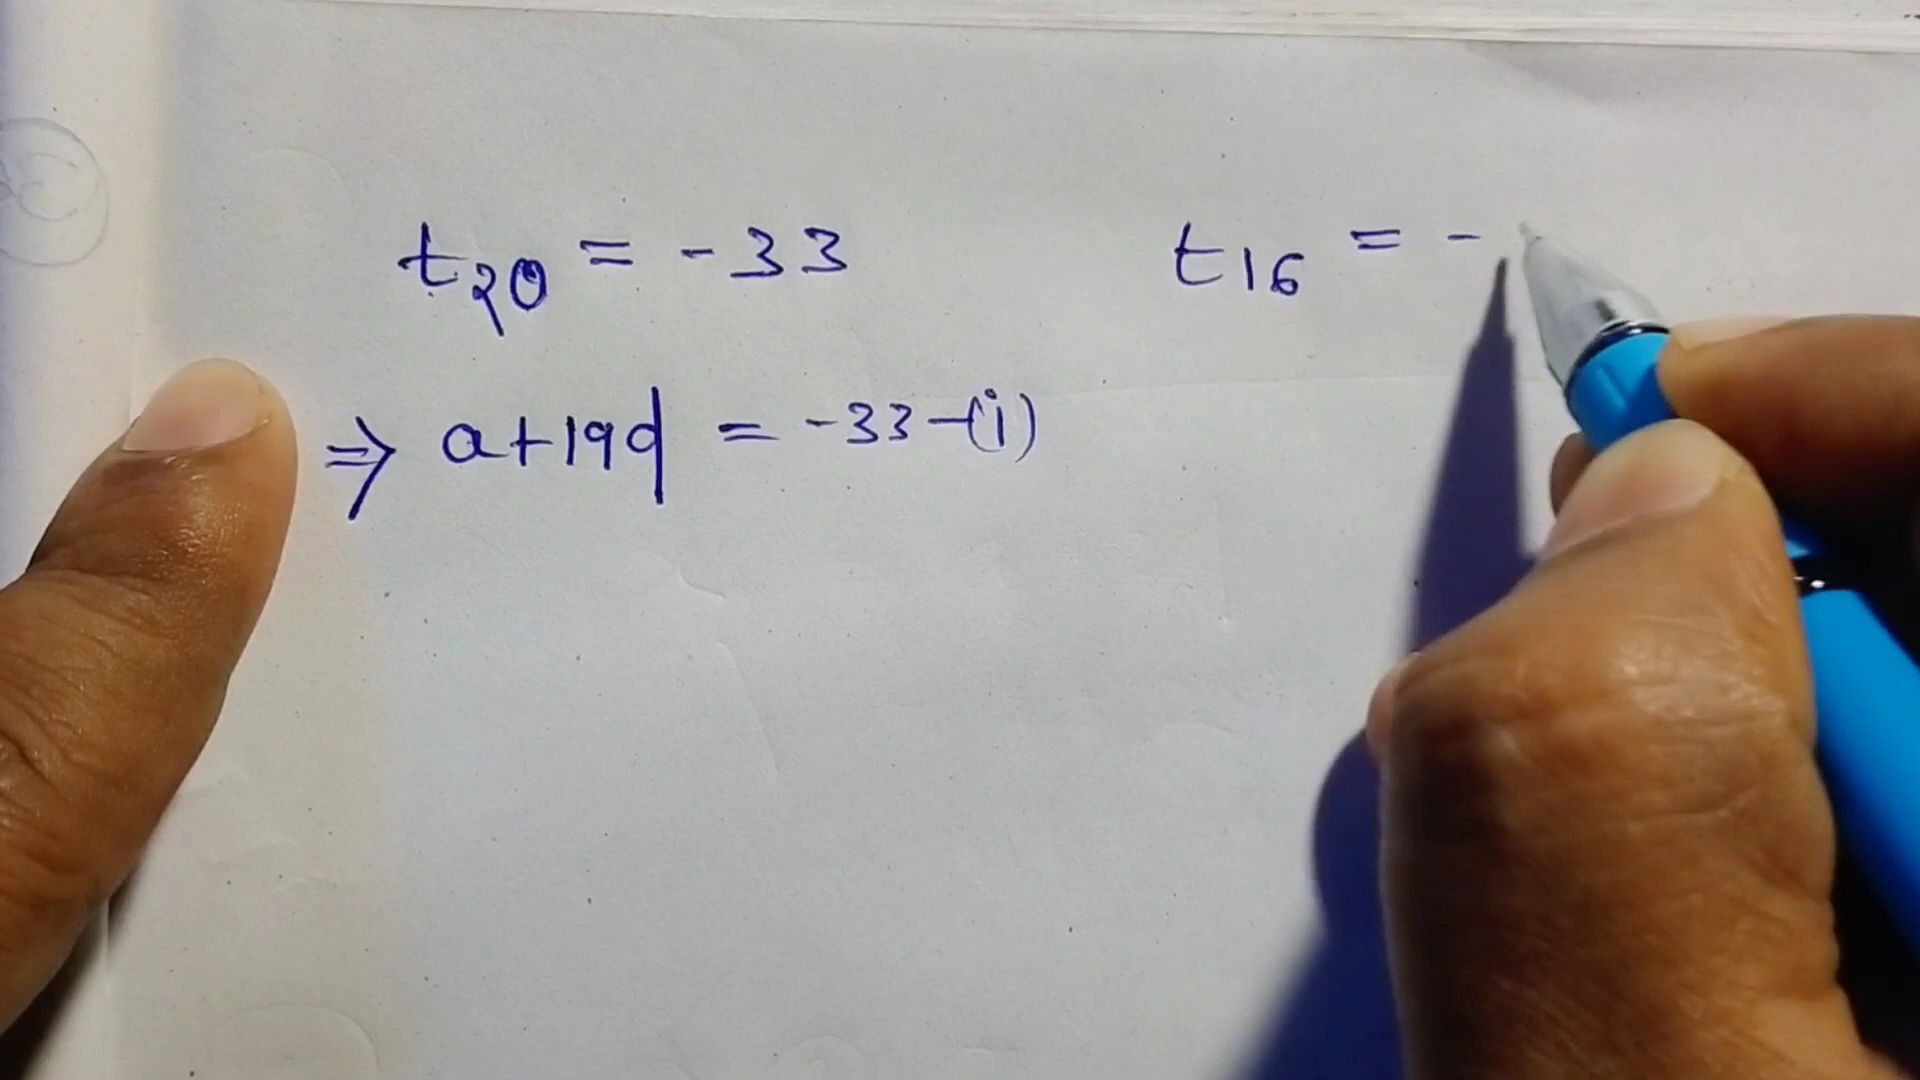 t20 = -33 t16 = -
⇒ a+19d = -33 -(i)